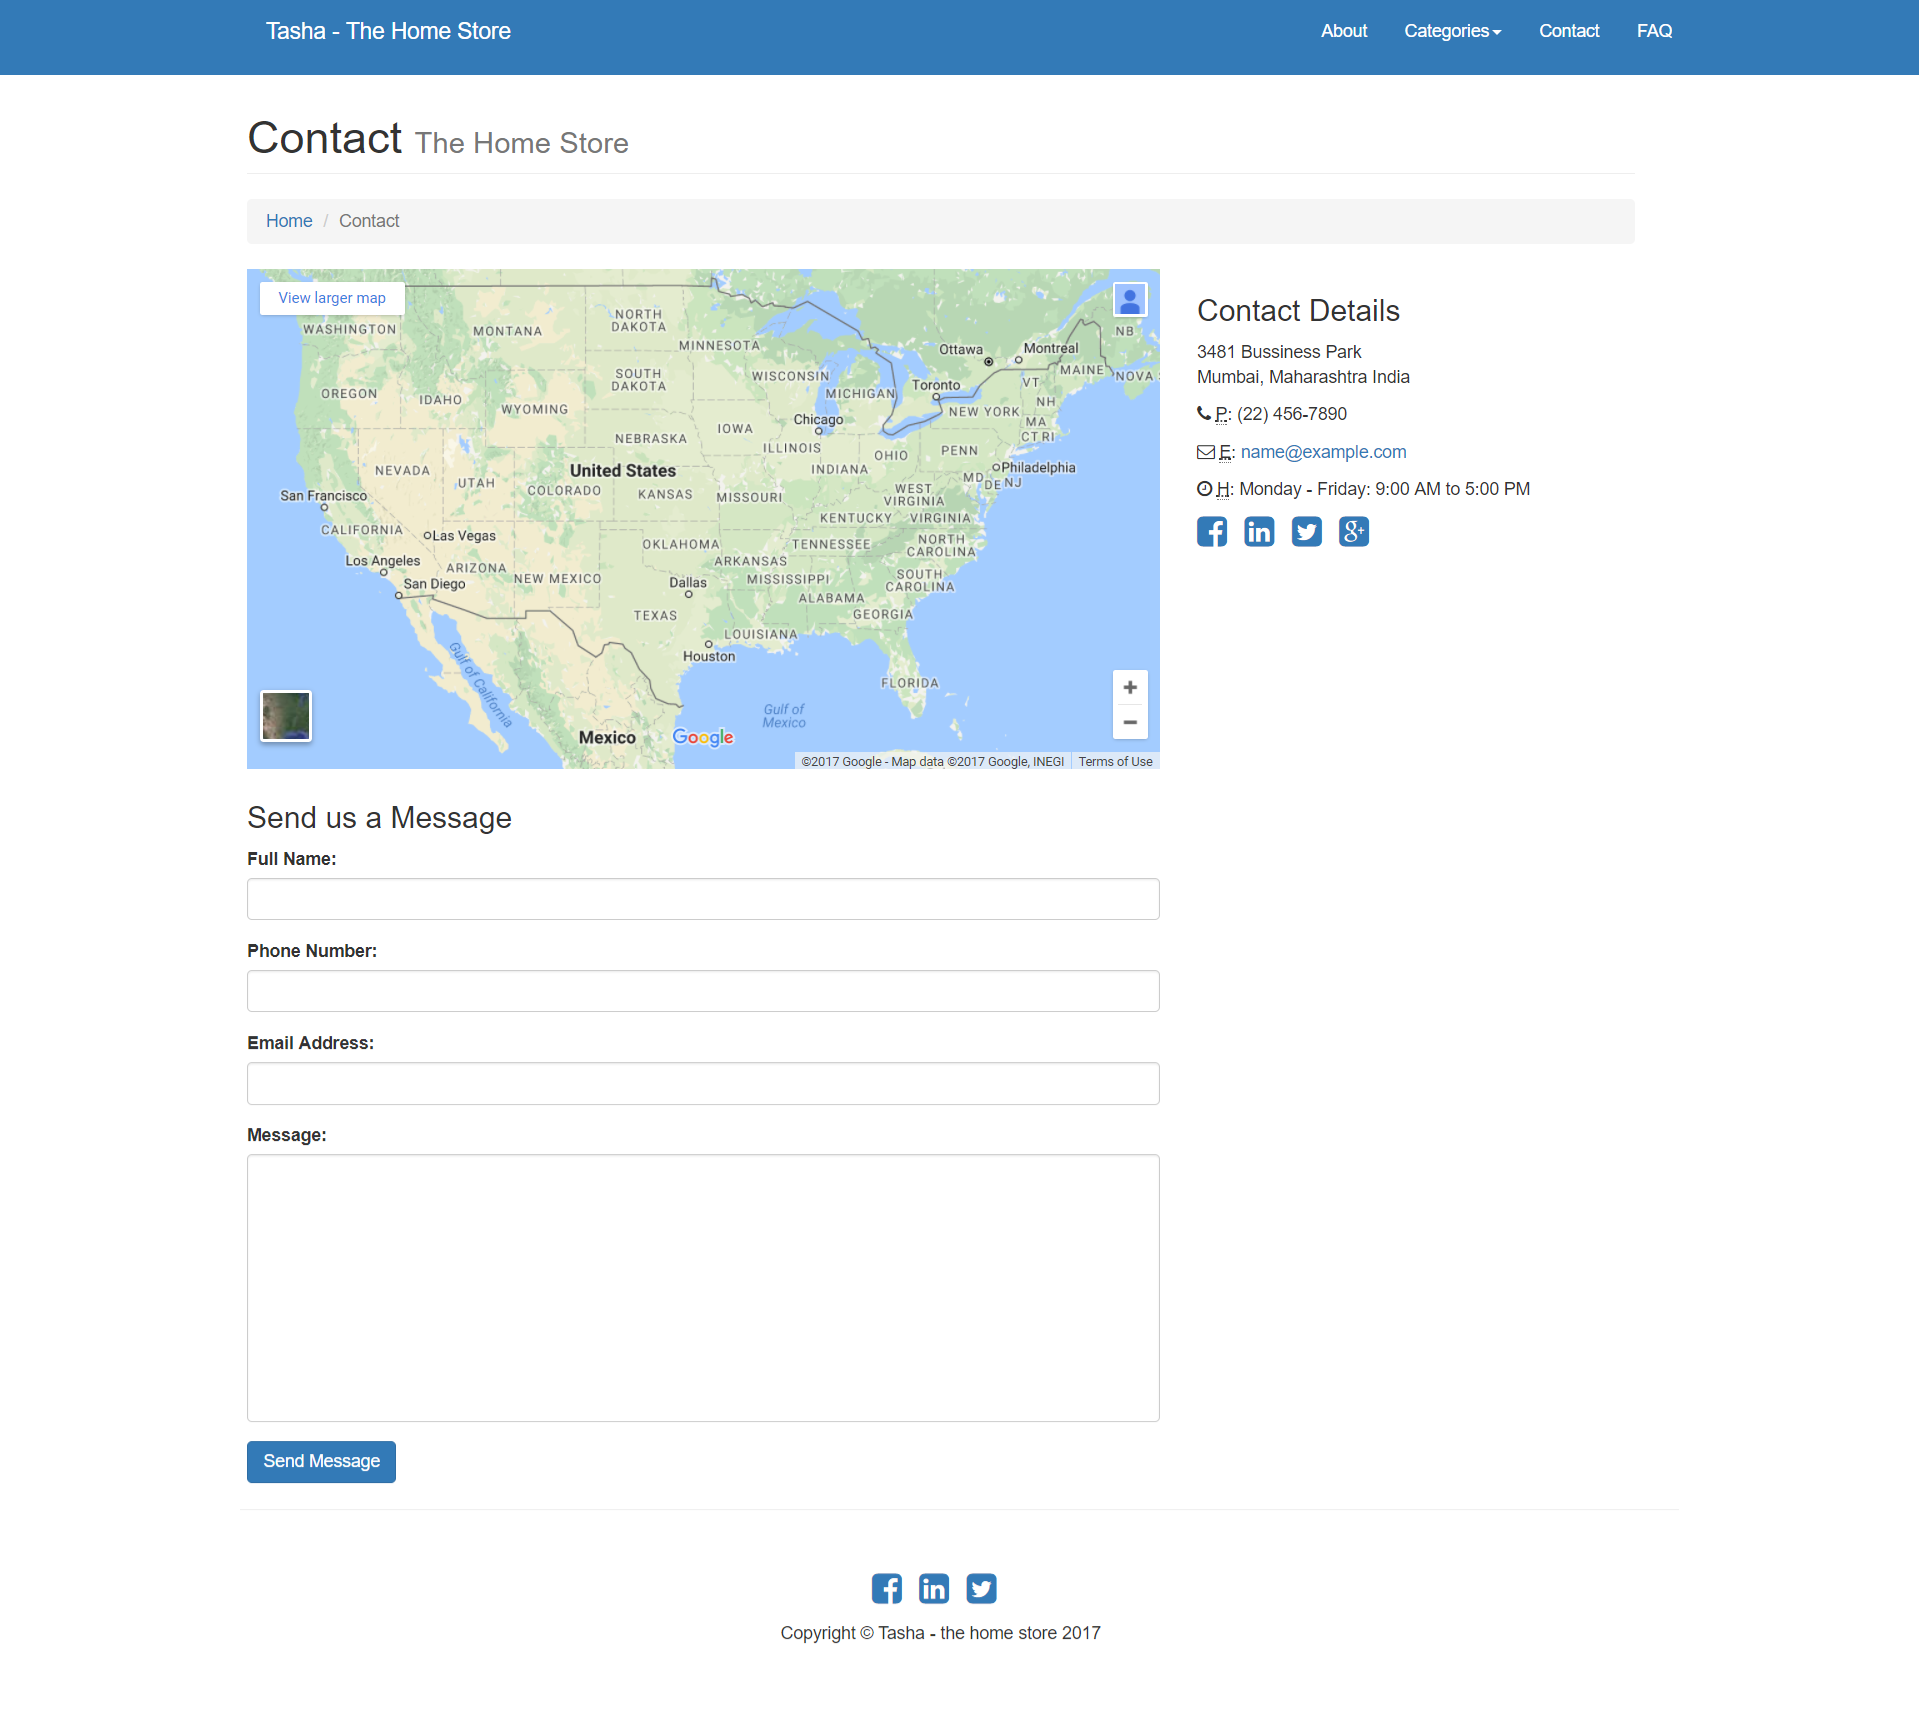 Tasha - The Home Store
About
Categories
Contact
FAQ
Contact The Home Store
Home / Contact
View larger map
WASHINGTON
MONTANA
NORTH
DAKOTA
MINNESOTA
Ottawa
Montreal
NB
MAINE
NOVA
OREGON
IDAHO
WYOMING
SOUTH
DAKOTA
WISCONSIN
MICHIGAN
Toronto
VT
NH
NEW YORK
MA
CT RI
NEBRASKA
IOWA
Chicago
ILLINOIS
INDIANA
OHIO
PENN
Philadelphia
MD
DE NJ
NEVADA
UTAH
COLORADO
United States
KANSAS
MISSOURI
WEST
VIRGINIA
KENTUCKY
VIRGINIA
San Francisco
CALIFORNIA
Las Vegas
Los Angeles
San Diego
ARIZONA
NEW MEXICO
OKLAHOMA
ARKANSAS
TENNESSEE
NORTH
CAROLINA
MISSISSIPPI
SOUTH
CAROLINA
Dallas
TEXAS
ALABAMA
GEORGIA
LOUISIANA
Houston
FLORIDA
Gulf of California
Gulf of
Mexico
Mexico
Google
©2017 Google - Map data ©2017 Google, INEGI
Terms of Use
Contact Details
3481 Bussiness Park
Mumbai, Maharashtra India
P: (22) 456-7890
E: name@example.com
H: Monday - Friday: 9:00 AM to 5:00 PM
Send us a Message
Full Name:
Phone Number:
Email Address:
Message:
Send Message
Copyright © Tasha - the home store 2017